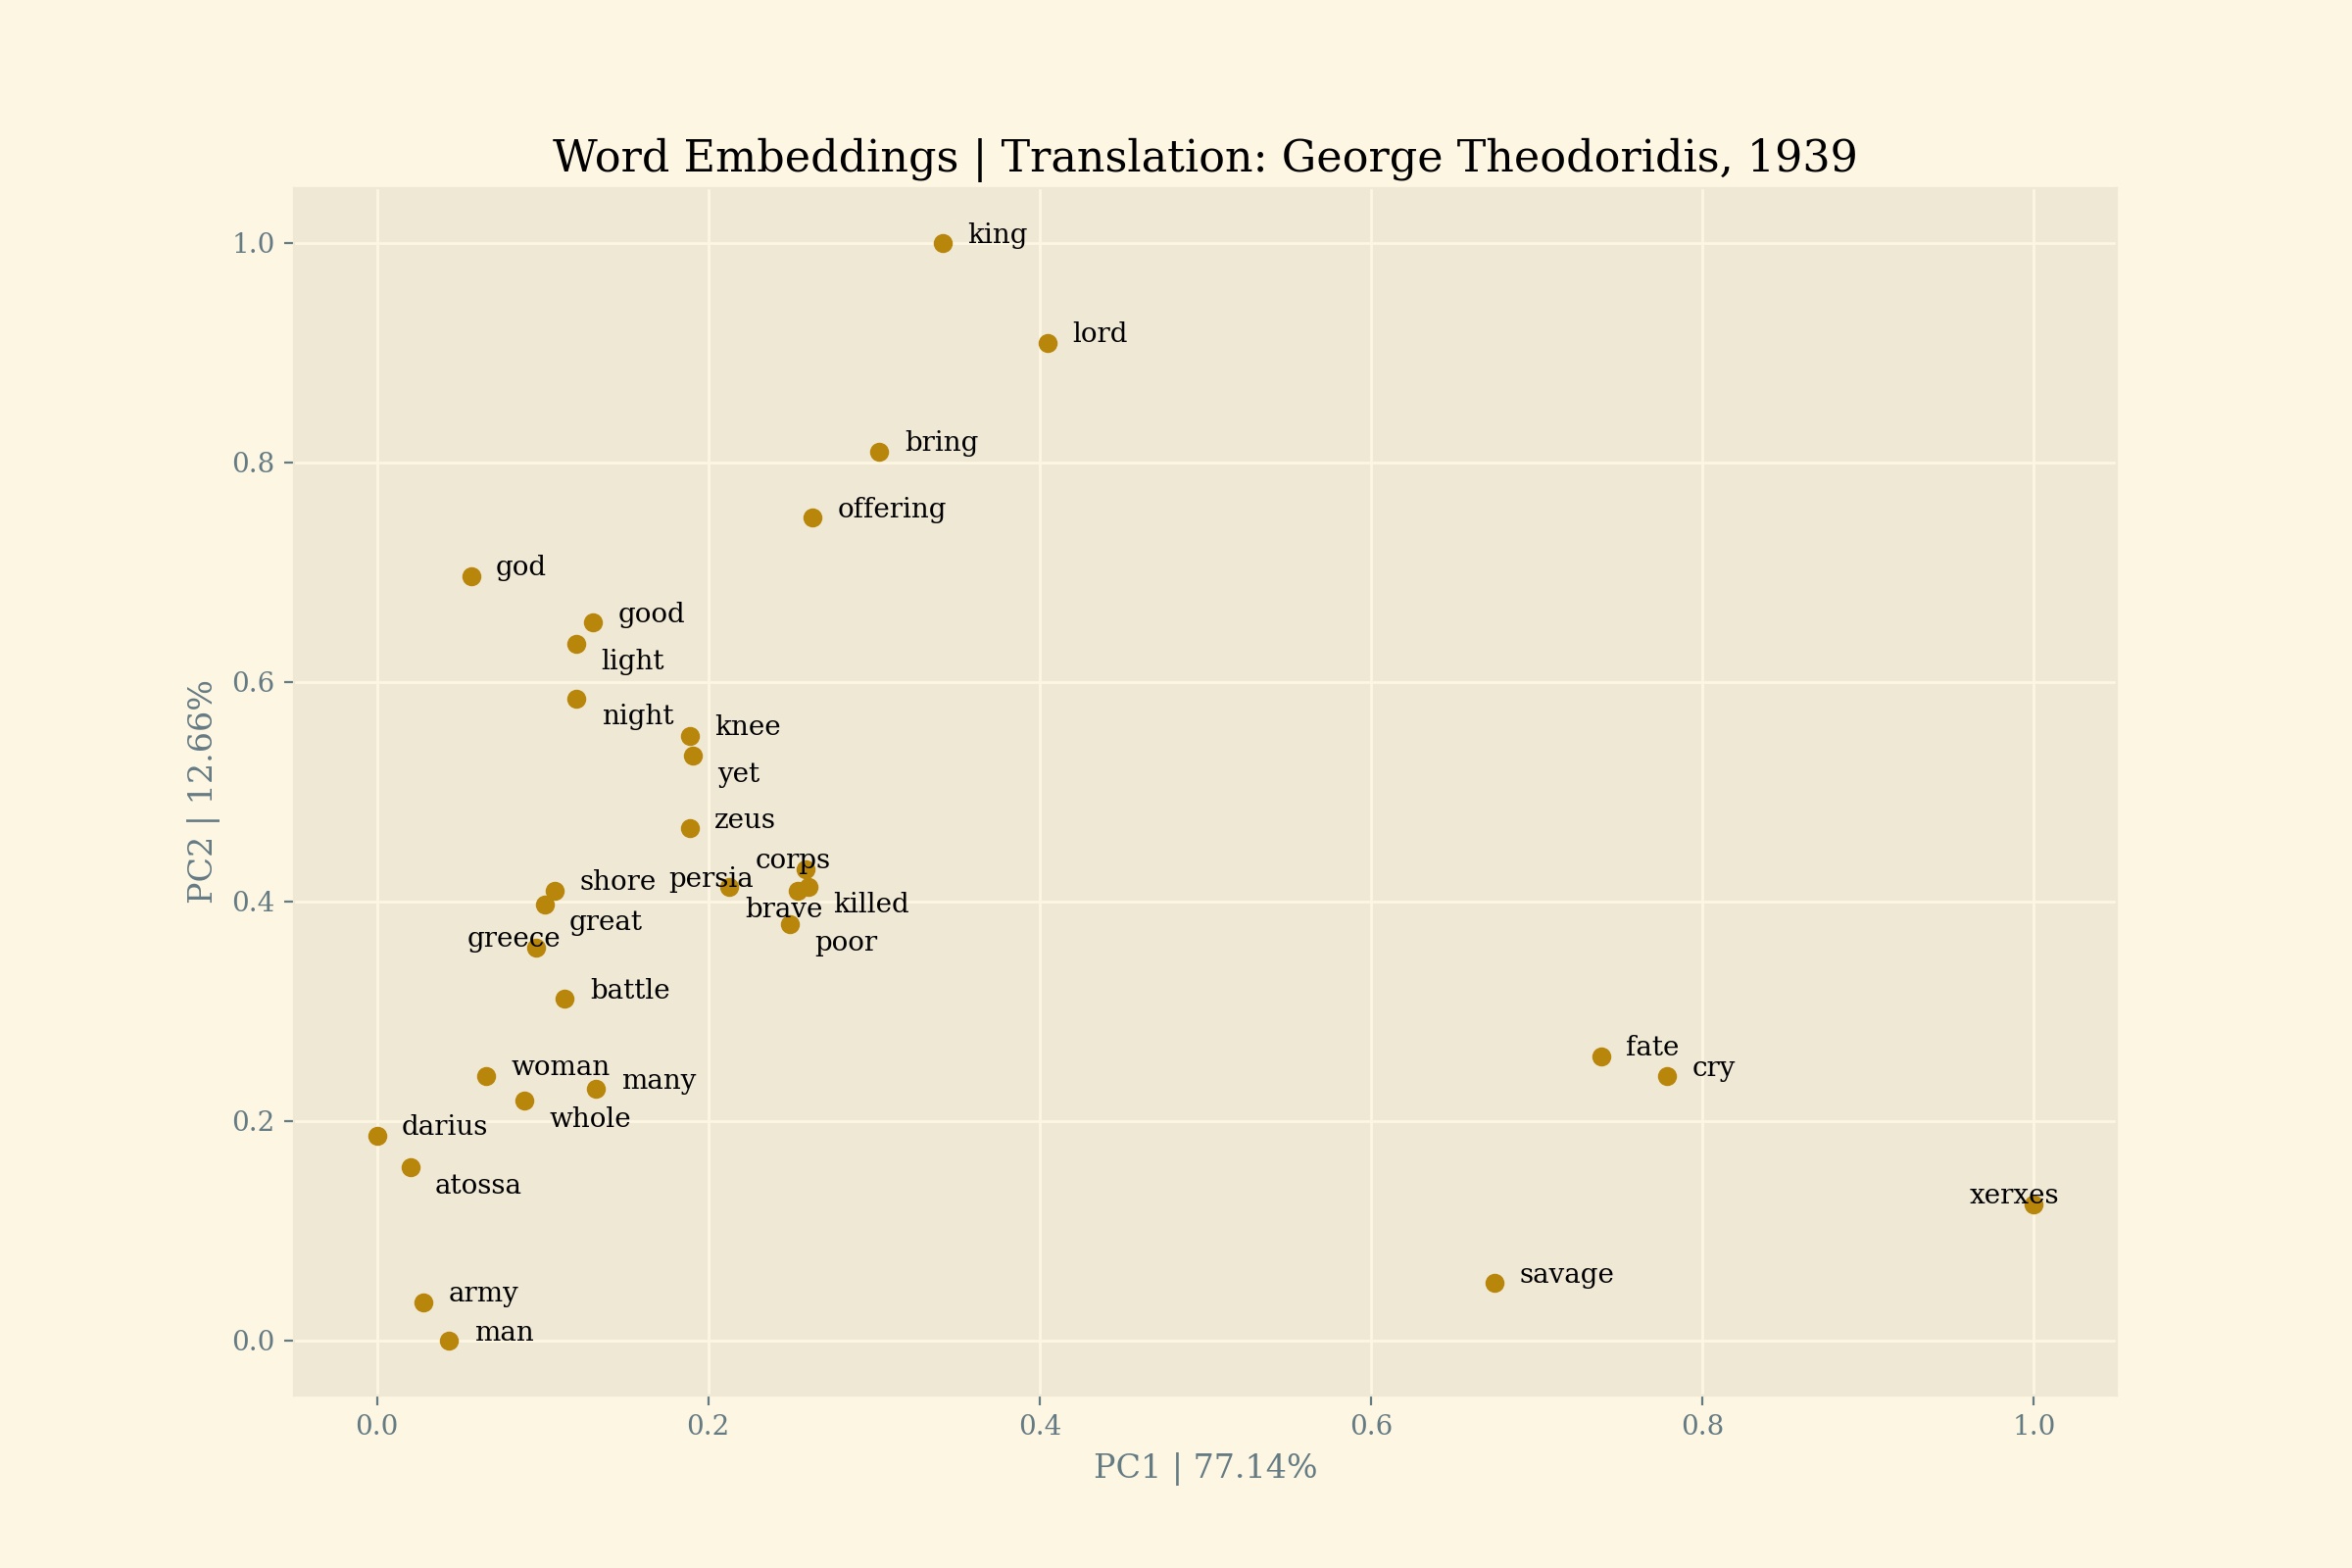 Word Embeddings | Translation: George Theodoridis, 1939
1.0
king
lord
bring
0.8
offering
god
good
light
0.6
night
knee
yet
zeus
corps
persia
shore
killed
0.4
brave
great
greece
poor
battle
fate
woman
cry
many
whole
0.2
darius
atossa
xerxes
savage
army
man
0.0
PC2 | 12.66%
0.0 0.2 0.4 0.6 0.8 1.0
PC1 | 77.14%